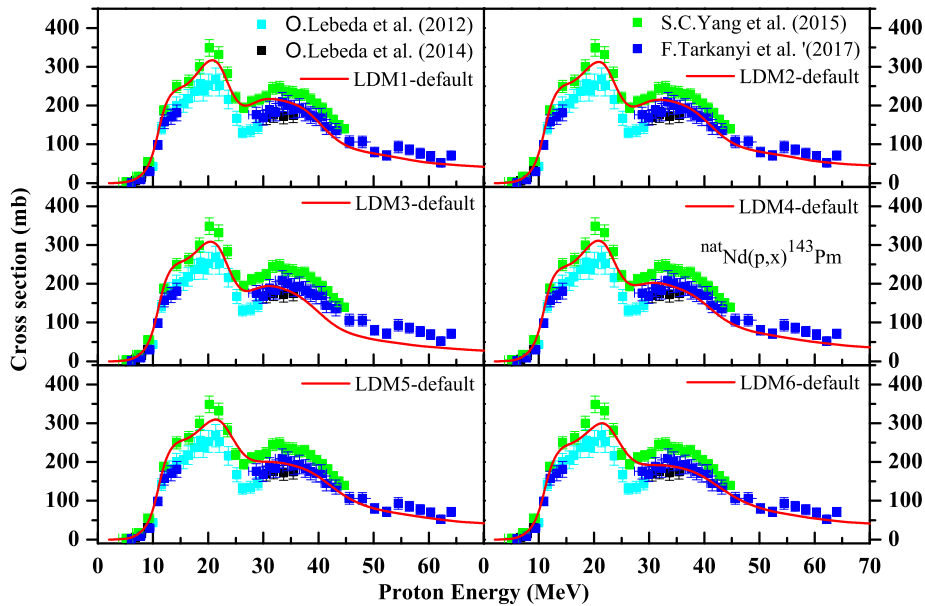 O.Lebeda et al. (2012)
O.Lebeda et al. (2014)
LDM1-default
S.C.Yang et al. (2015)
F.Tarkanyi et al. '(2017)
LDM2-default
400
300
200
100
0
LDM3-default
LDM4-default
natNd(p,x)143Pm
400
300
200
100
0
LDM5-default
LDM6-default
400
300
200
100
0
Cross section (mb)
0 10 20 30 40 50 60 0 10 20 30 40 50 60 70
Proton Energy (MeV)